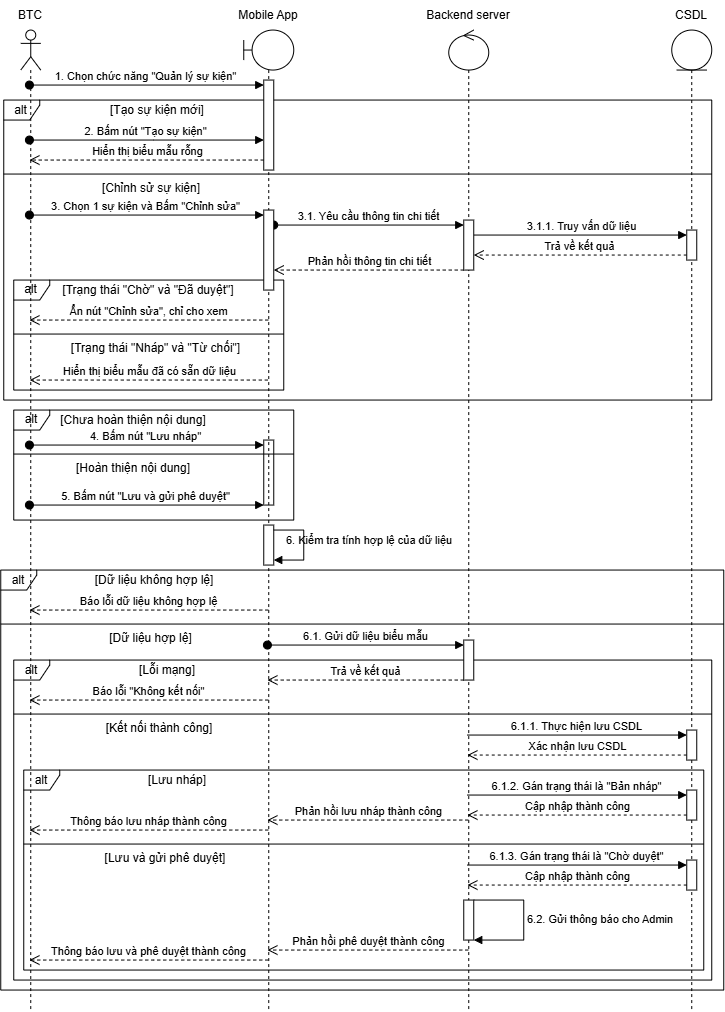 BTC
Mobile App
Backend server
CSDL
1. Chọn chức năng "Quản lý sự kiện"
alt
[Tạo sự kiện mới]
2. Bấm nút "Tạo sự kiện"
Hiển thị biểu mẫu rỗng
[Chỉnh sử sự kiện]
3. Chọn 1 sự kiện và Bấm "Chỉnh sửa"
3.1. Yêu cầu thông tin chi tiết
3.1.1. Truy vấn dữ liệu
Trả về kết quả
Phản hồi thông tin chi tiết
alt
[Trạng thái "Chờ" và "Đã duyệt"]
Ẩn nút "Chỉnh sửa", chỉ cho xem
[Trạng thái "Nháp" và "Từ chối"]
Hiển thị biểu mẫu đã có sẵn dữ liệu
alt
[Chưa hoàn thiện nội dung]
4. Bấm nút "Lưu nháp"
[Hoàn thiện nội dung]
5. Bấm nút "Lưu và gửi phê duyệt"
6. Kiểm tra tính hợp lệ của dữ liệu
alt
[Dữ liệu không hợp lệ]
Báo lỗi dữ liệu không hợp lệ
[Dữ liệu hợp lệ]
6.1. Gửi dữ liệu biểu mẫu
alt
[Lỗi mạng]
Trả về kết quả
Báo lỗi "Không kết nối"
[Kết nối thành công]
6.1.1. Thực hiện lưu CSDL
Xác nhận lưu CSDL
alt
[Lưu nháp]
6.1.2. Gán trạng thái là "Bản nháp"
Cập nhập thành công
Phản hồi lưu nháp thành công
Thông báo lưu nháp thành công
[Lưu và gửi phê duyệt]
6.1.3. Gán trạng thái là "Chờ duyệt"
Cập nhập thành công
6.2. Gửi thông báo cho Admin
Phản hồi phê duyệt thành công
Thông báo lưu và phê duyệt thành công